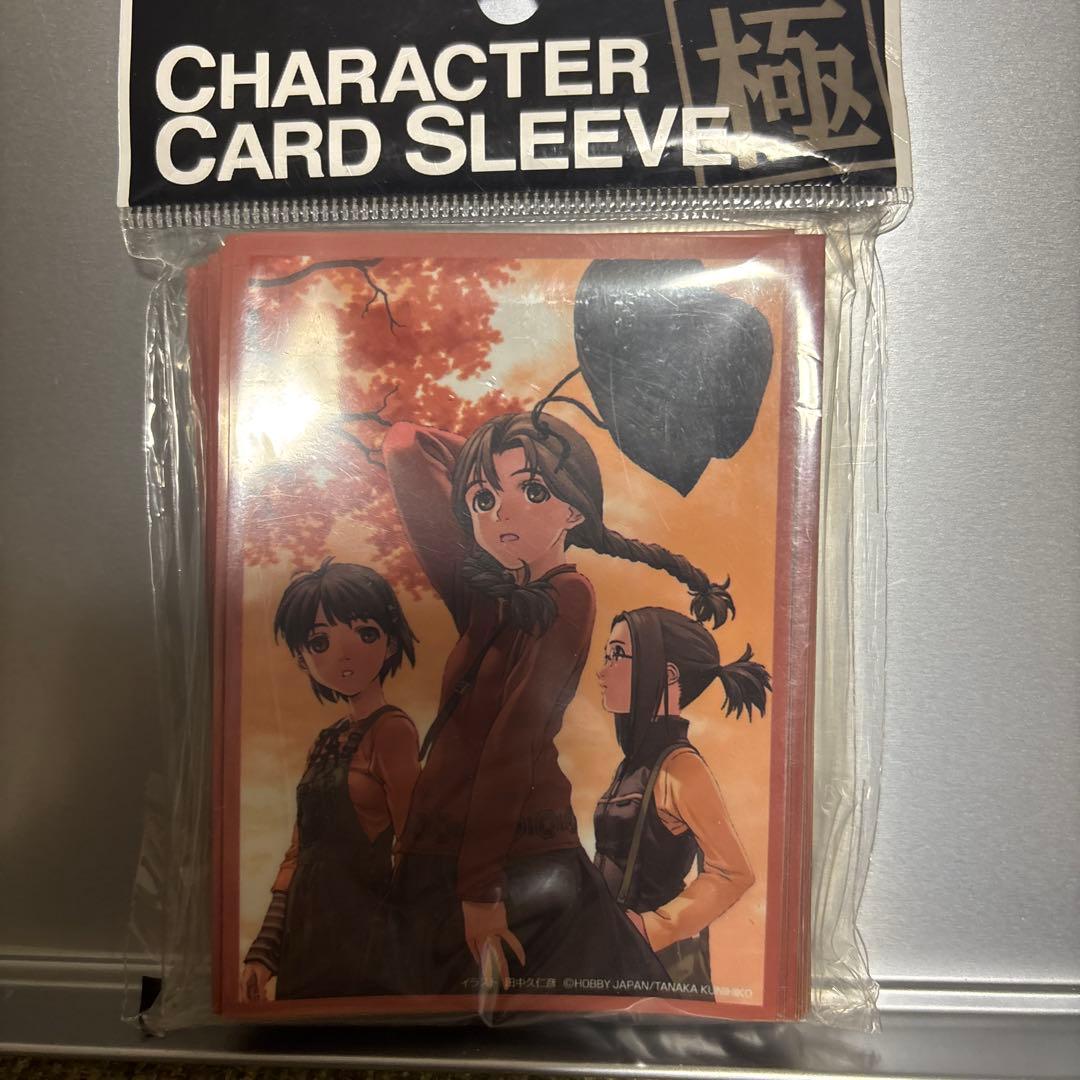 CHARACTER
CARD SLEEVE
極
イラスト 田中久仁彦 ©HOBBY JAPAN/TANAKA KUNIHIKO